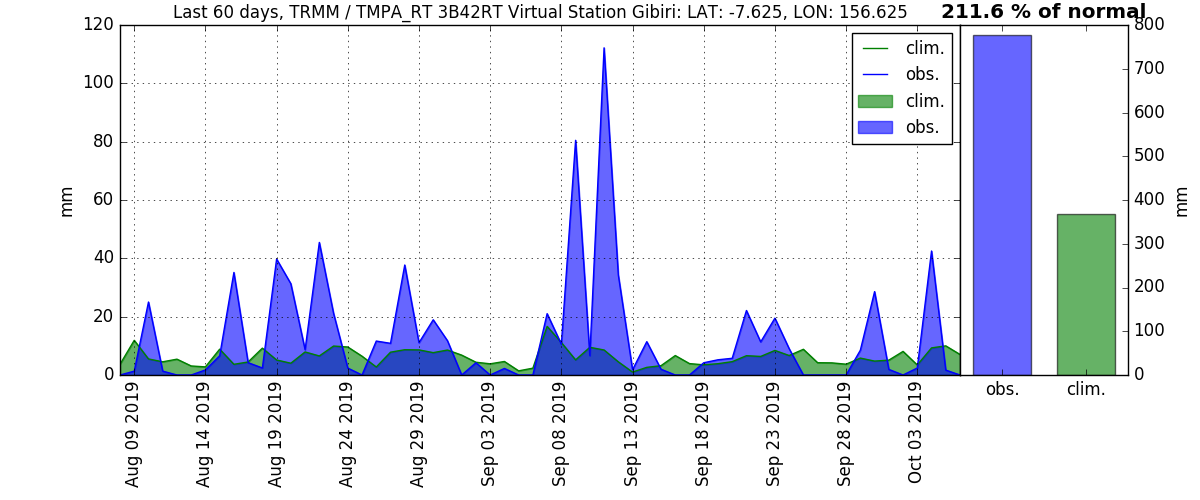 Last 60 days, TRMM / TMPA_RT 3B42RT Virtual Station Gibiri: LAT: -7.625, LON: 156.625
211.6 % of normal
120
100
80
60
40
20
0
mm
clim.
obs.
clim.
obs.
800
700
600
500
400
300
200
100
0
mm
obs.
clim.
Aug 09 2019
Aug 14 2019
Aug 19 2019
Aug 24 2019
Aug 29 2019
Sep 03 2019
Sep 08 2019
Sep 13 2019
Sep 18 2019
Sep 23 2019
Sep 28 2019
Oct 03 2019